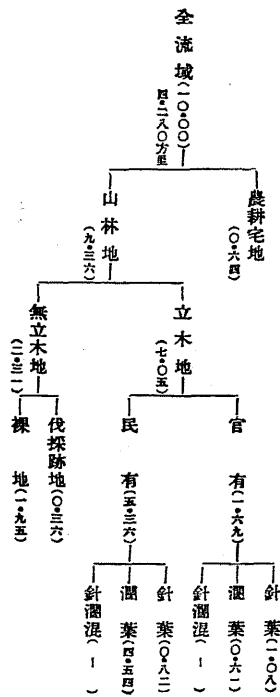 全流域(一〇・〇〇)
四・二八〇方里
農耕宅地
(〇・六四)
山林地
(九・三六)
立木地
(七・〇五)
無立木地
(二・三一)
官有(一・六九)
民有(五・三六)
伐採跡地(〇・三六)
裸地(一・九五)
針葉(一・〇八)
濶葉(〇・六一)
針濶混(ー)
針葉(〇・八二)
濶葉(四・五四)
針濶混(ー)